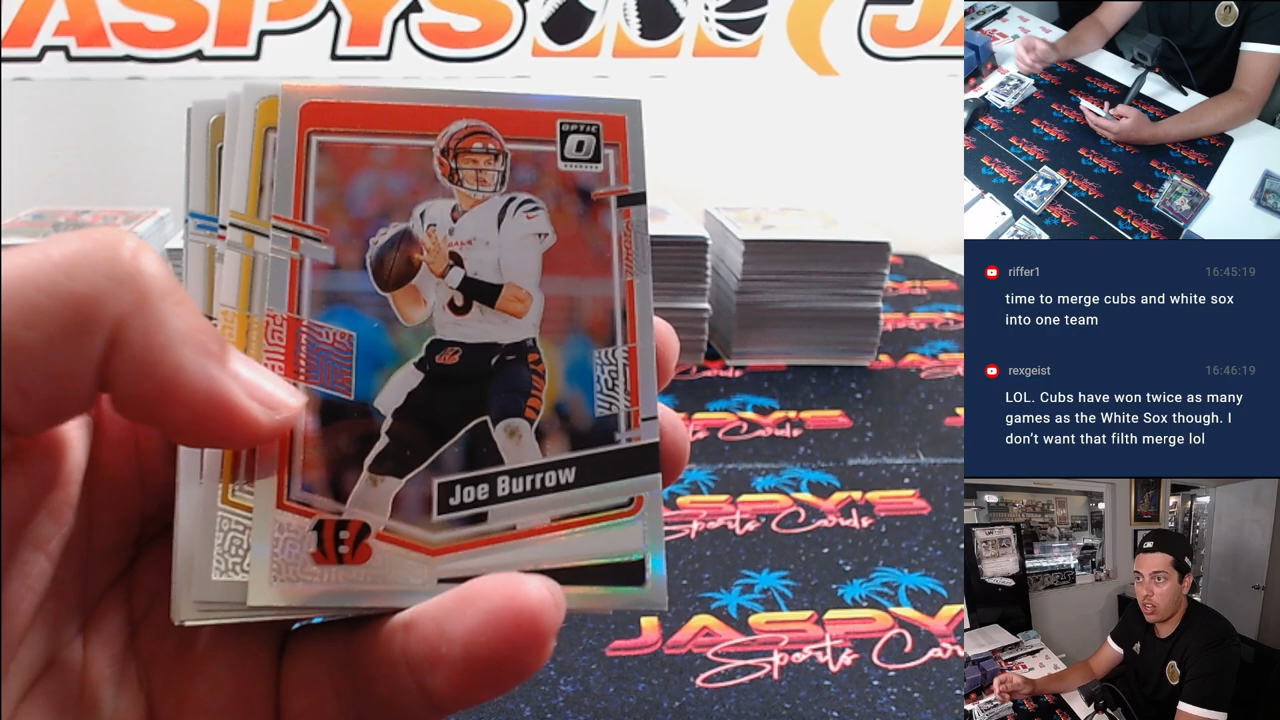 JASPYS
JA
OPTIC
Joe Burrow
JASPY'S
Sports Cards
JASPY'S
Sports Cards
riffer1
16:45:19
time to merge cubs and white sox
into one team
rexgeist
16:46:19
LOL. Cubs have won twice as many
games as the White Sox though. I
don't want that filth merge lol